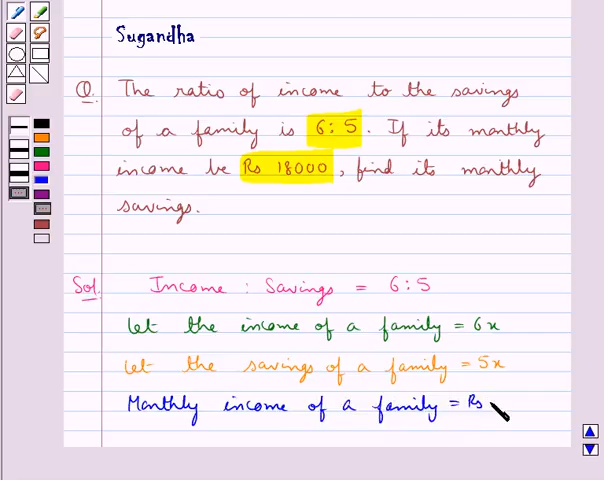 Sugandha
Q. The ratio of income to the savings
of a family is 6:5. If its monthly
income be Rs 18000, find its monthly
savings.
Sol. Income : Savings = 6:5
Let the income of a family = 6x
Let the savings of a family = 5x
Monthly income of a family = Rs